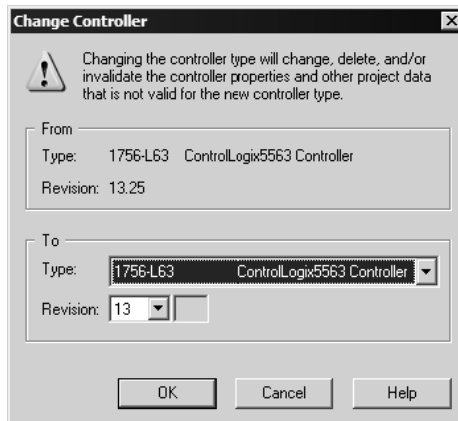 Change Controller
Changing the controller type will change, delete, and/or
invalidate the controller properties and other project data
that is not valid for the new controller type.
From
Type: 1756-L63 ControlLogix5563 Controller
Revision: 13.25
To
Type: 1756-L63 ControlLogix5563 Controller
Revision: 13
OK Cancel Help